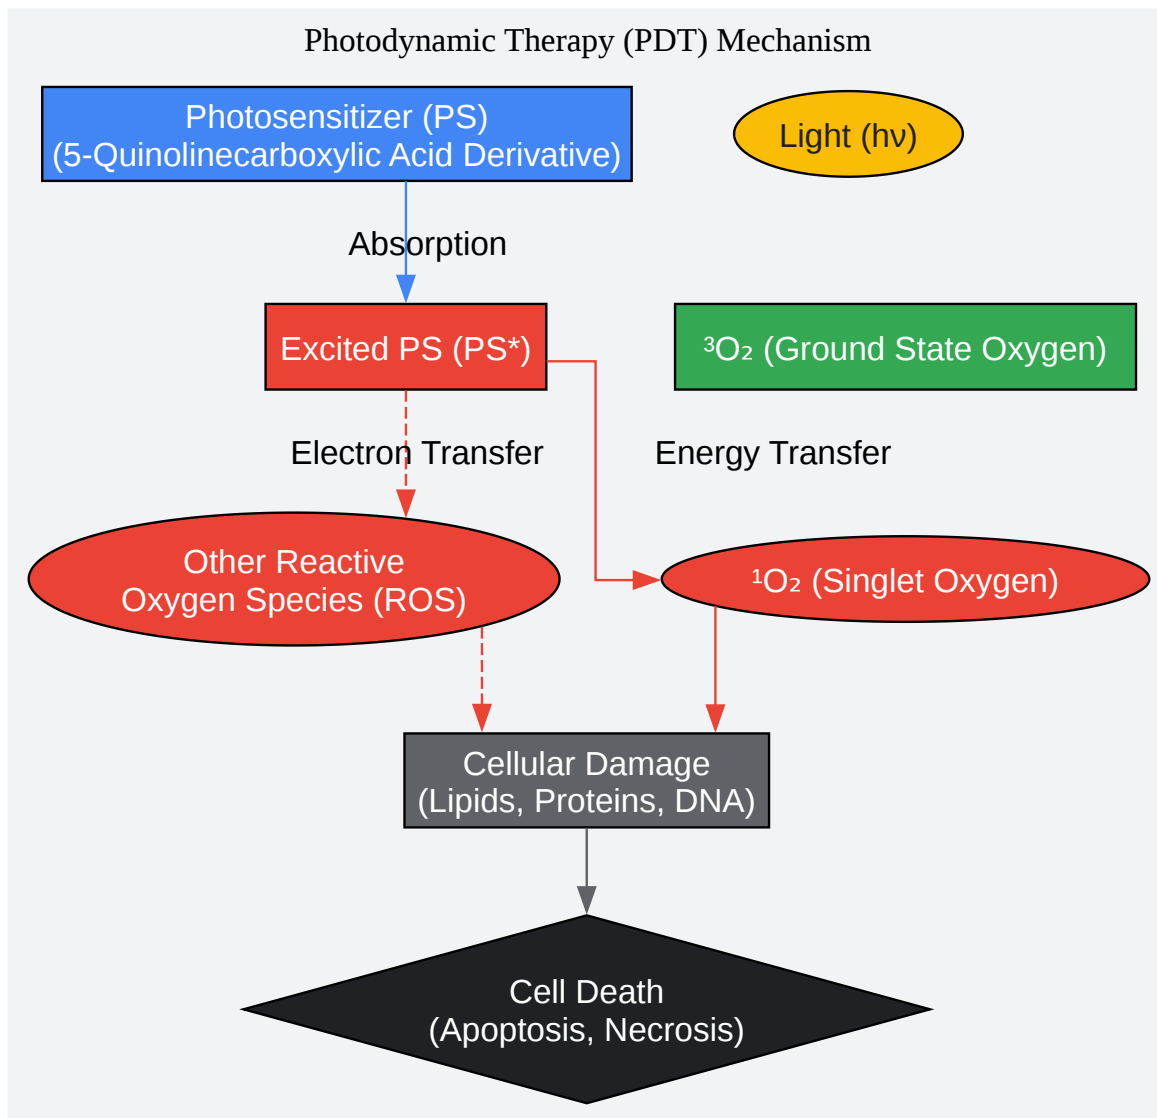 Photodynamic Therapy (PDT) Mechanism
Photosensitizer (PS)
(5-Quinolinecarboxylic Acid Derivative)
Light (hν)
Absorption
Excited PS (PS*)
³O₂ (Ground State Oxygen)
Electron Transfer
Energy Transfer
Other Reactive
Oxygen Species (ROS)
¹O₂ (Singlet Oxygen)
Cellular Damage
(Lipids, Proteins, DNA)
Cell Death
(Apoptosis, Necrosis)